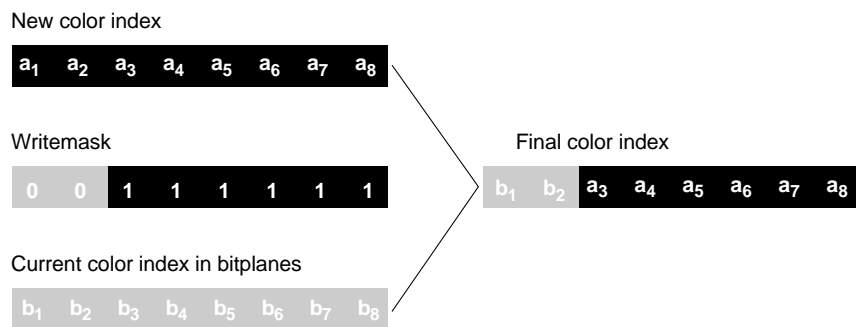 New color index
a₁ a₂ a₃ a₄ a₅ a₆ a₇ a₈
Writemask
0 0 1 1 1 1 1 1
Final color index
b₁ b₂ a₃ a₄ a₅ a₆ a₇ a₈
Current color index in bitplanes
b₁ b₂ b₃ b₄ b₅ b₆ b₇ b₈